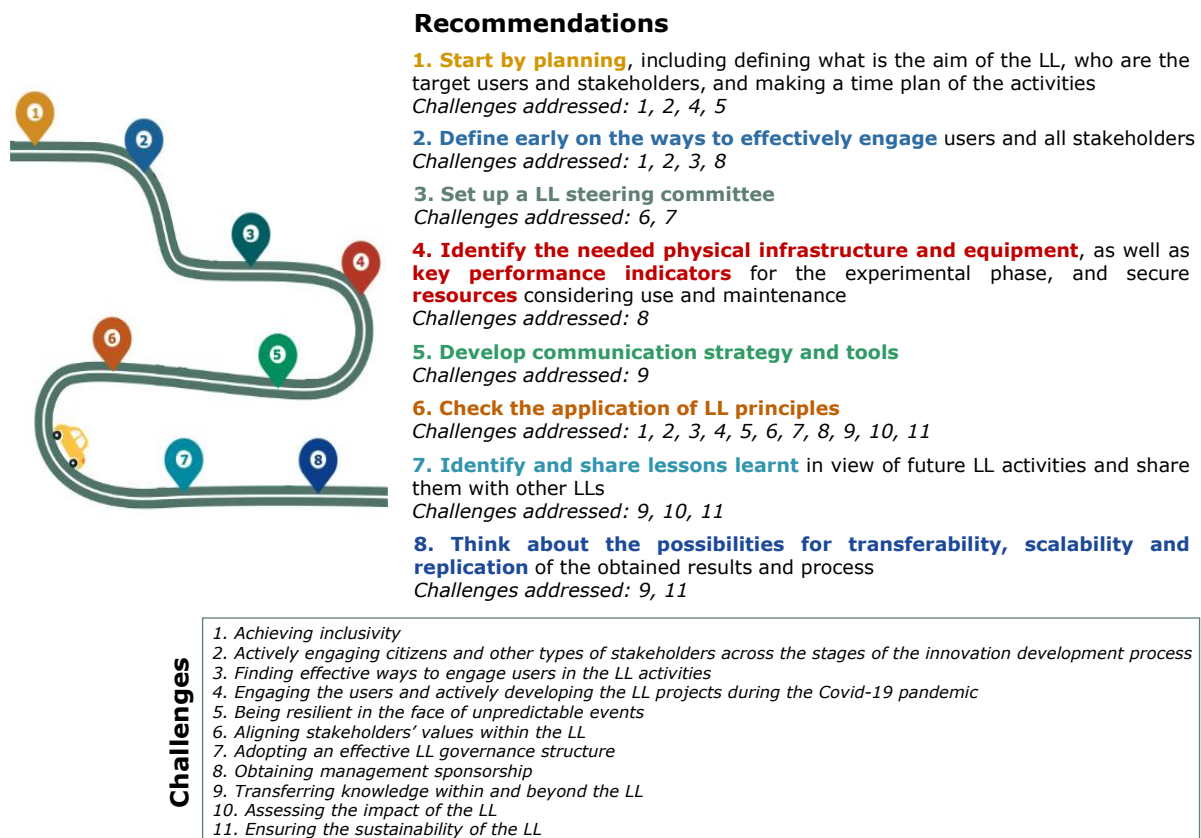 Recommendations
1. Start by planning, including defining what is the aim of the LL, who are the
target users and stakeholders, and making a time plan of the activities
Challenges addressed: 1, 2, 4, 5
2. Define early on the ways to effectively engage users and all stakeholders
Challenges addressed: 1, 2, 3, 8
3. Set up a LL steering committee
Challenges addressed: 6, 7
4. Identify the needed physical infrastructure and equipment, as well as
key performance indicators for the experimental phase, and secure
resources considering use and maintenance
Challenges addressed: 8
5. Develop communication strategy and tools
Challenges addressed: 9
6. Check the application of LL principles
Challenges addressed: 1, 2, 3, 4, 5, 6, 7, 8, 9, 10, 11
7. Identify and share lessons learnt in view of future LL activities and share
them with other LLs
Challenges addressed: 9, 10, 11
8. Think about the possibilities for transferability, scalability and
replication of the obtained results and process
Challenges addressed: 9, 11
1
2
3
4
5
6
7
8
Challenges
1. Achieving inclusivity
2. Actively engaging citizens and other types of stakeholders across the stages of the innovation development process
3. Finding effective ways to engage users in the LL activities
4. Engaging the users and actively developing the LL projects during the Covid-19 pandemic
5. Being resilient in the face of unpredictable events
6. Aligning stakeholders' values within the LL
7. Adopting an effective LL governance structure
8. Obtaining management sponsorship
9. Transferring knowledge within and beyond the LL
10. Assessing the impact of the LL
11. Ensuring the sustainability of the LL